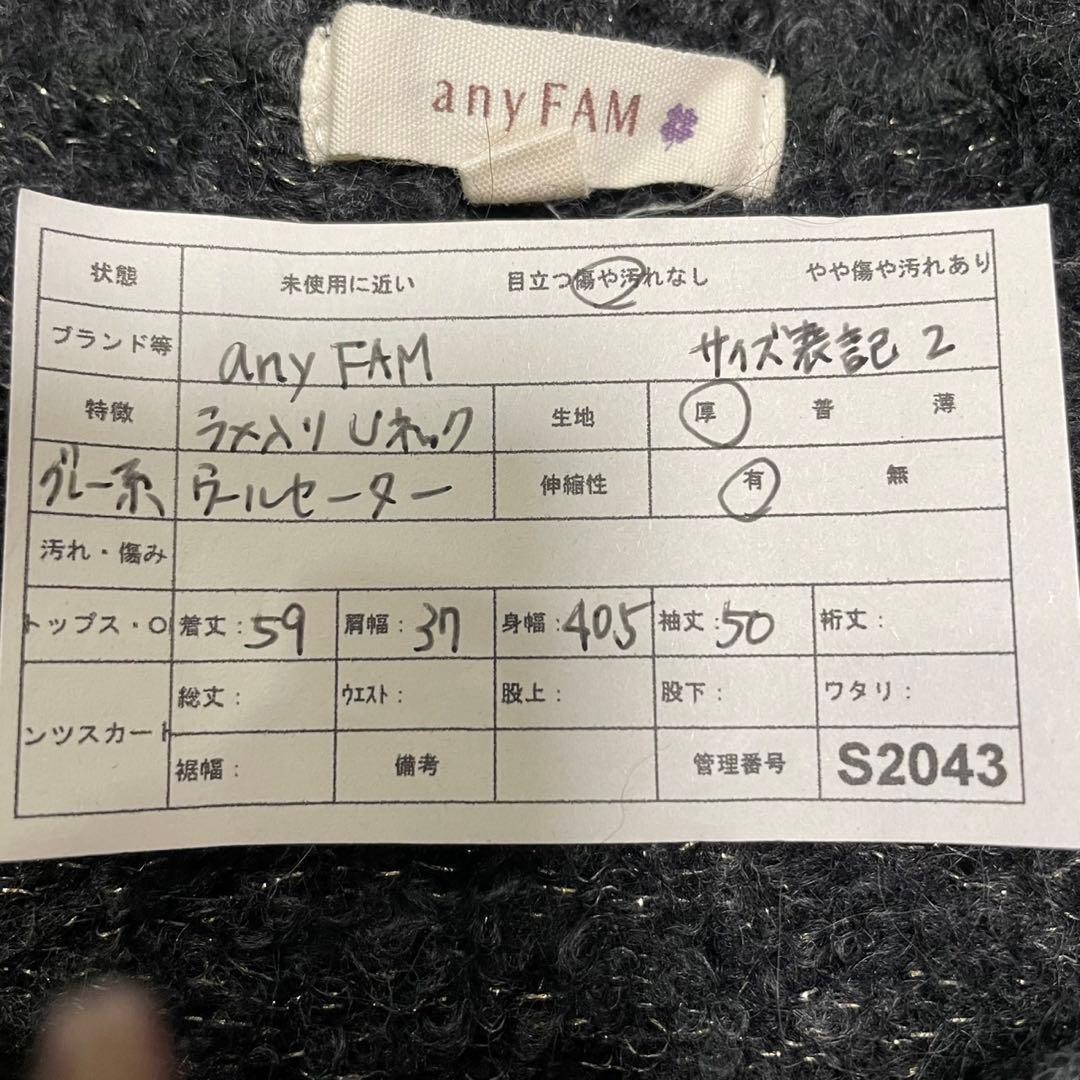 any FAM
状態 未使用に近い 目立つ傷や汚れなし やや傷や汚れあり
ブランド等 any FAM サイズ表記 2
特徴 ラメ入り Uネック 生地 厚 普 薄
グレー系 ウールセーター 伸縮性 有 無
汚れ・傷み
トップス・O 着丈：59 肩幅：37 身幅：40.5 袖丈：50 裄丈：
ンツスカート 総丈： ウエスト： 股上： 股下： ワタリ：
裾幅： 備考 管理番号 S2043